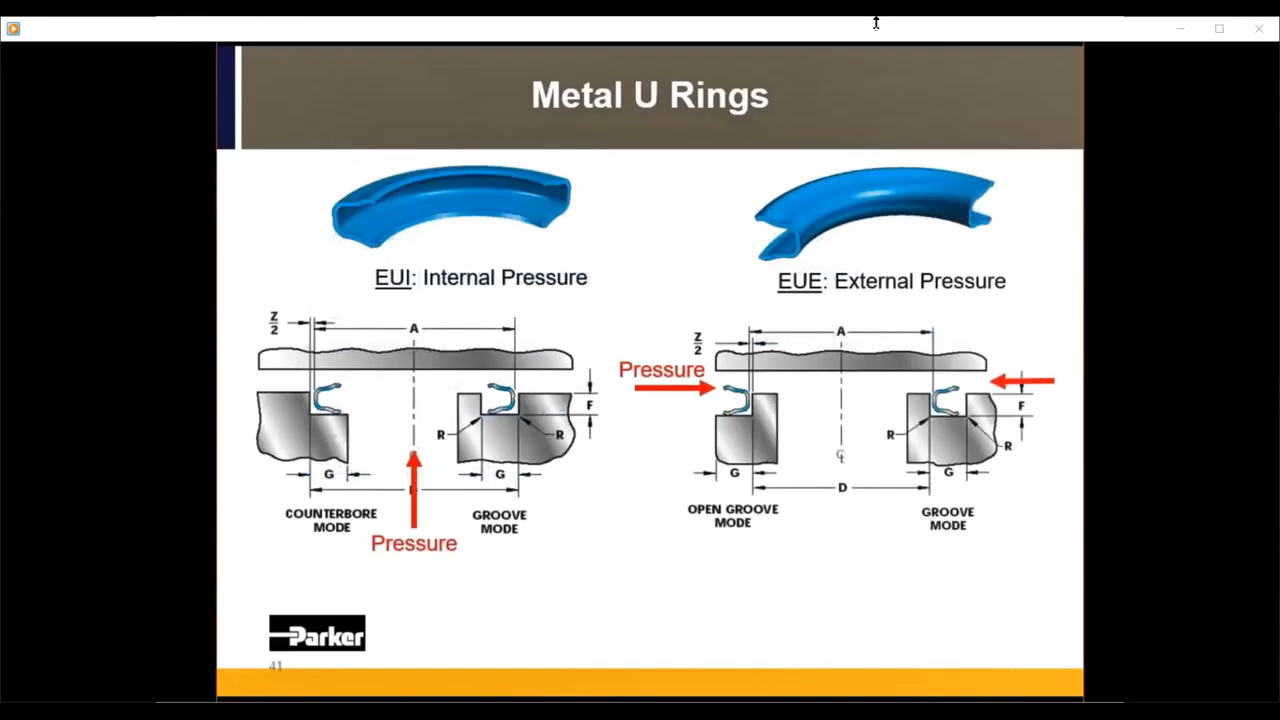 Metal U Rings
EUI: Internal Pressure
EUE: External Pressure
Z
2
A
F
R
R
G
G
COUNTERBORE
MODE
GROOVE
MODE
Pressure
Z
2
A
Pressure
F
R
R
℄
G
G
D
OPEN GROOVE
MODE
GROOVE
MODE
Parker
41